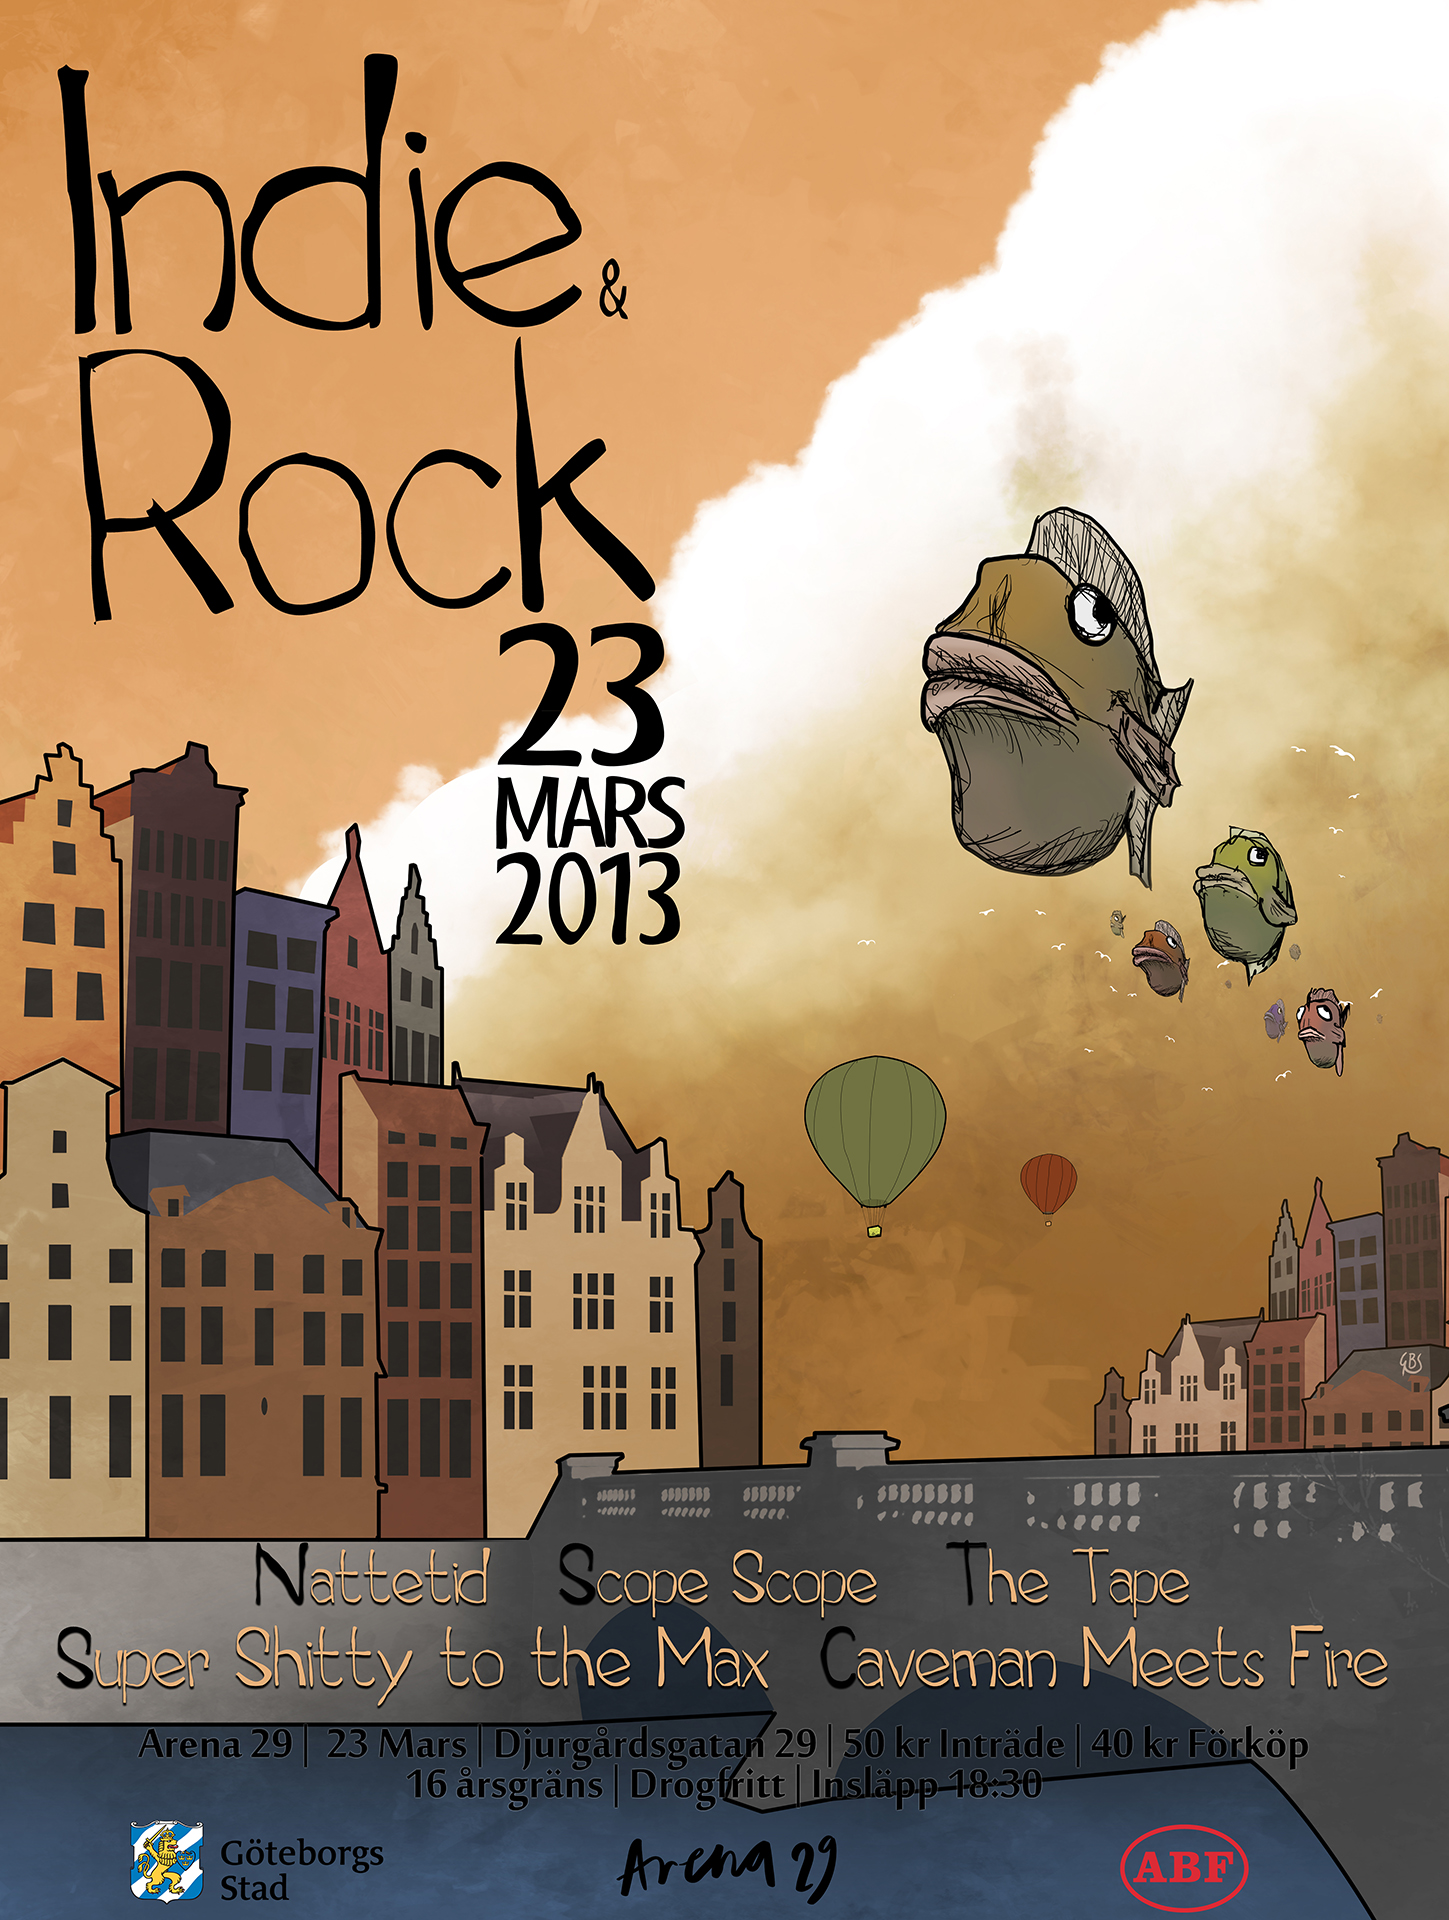 Indie &
Rock
23
MARS
2013
GBS
Nattetid Scope Scope The Tape
Super Shitty to the Max Caveman Meets Fire
Arena 29 | 23 Mars | Djurgårdsgatan 29 | 50 kr Inträde | 40 kr Förköp
16 årsgräns | Drogfritt | Insläpp 18:30
Göteborgs
Stad
Arena 29
ABF